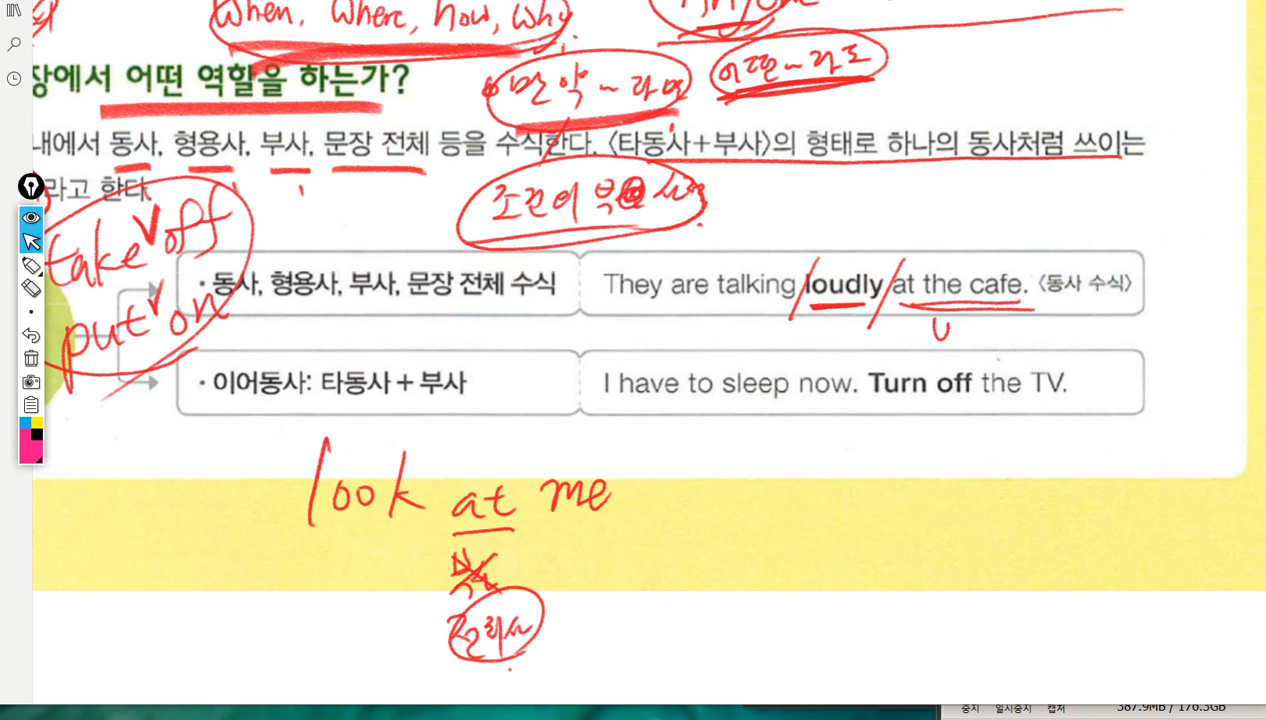 when, where, how, why
장에서 어떤 역할을 하는가?
만약~라면
어떤~라도
내에서 동사, 형용사, 부사, 문장 전체 등을 수식한다. 〈타동사+부사〉의 형태로 하나의 동사처럼 쓰이는
라고 한다.
take off
put on
· 동사, 형용사, 부사, 문장 전체 수식
They are talking loudly at the cafe. 〈동사 수식〉
· 이어동사: 타동사 + 부사
I have to sleep now. Turn off the TV.
look at me
전치사
중지 일시중지 캡처 387.9MB / 176.3GB